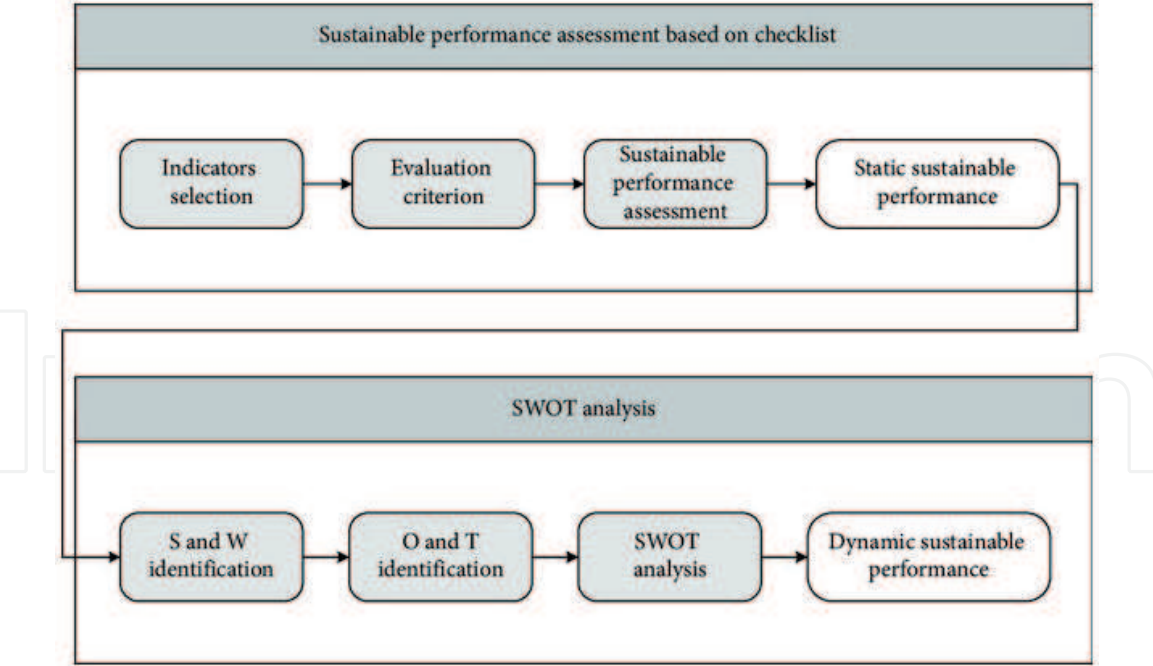 Sustainable performance assessment based on checklist
Indicators
selection
Evaluation
criterion
Sustainable
performance
assessment
Static sustainable
performance
SWOT analysis
S and W
identification
O and T
identification
SWOT
analysis
Dynamic sustainable
performance